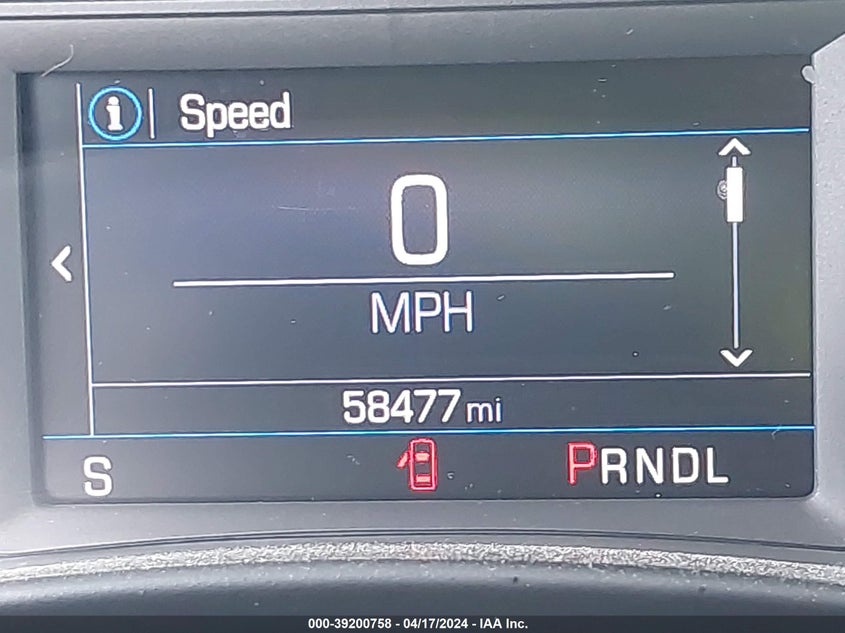 i Speed
0
MPH
58477 mi
S PRNDL
000-39200758 - 04/17/2024 - IAA Inc.